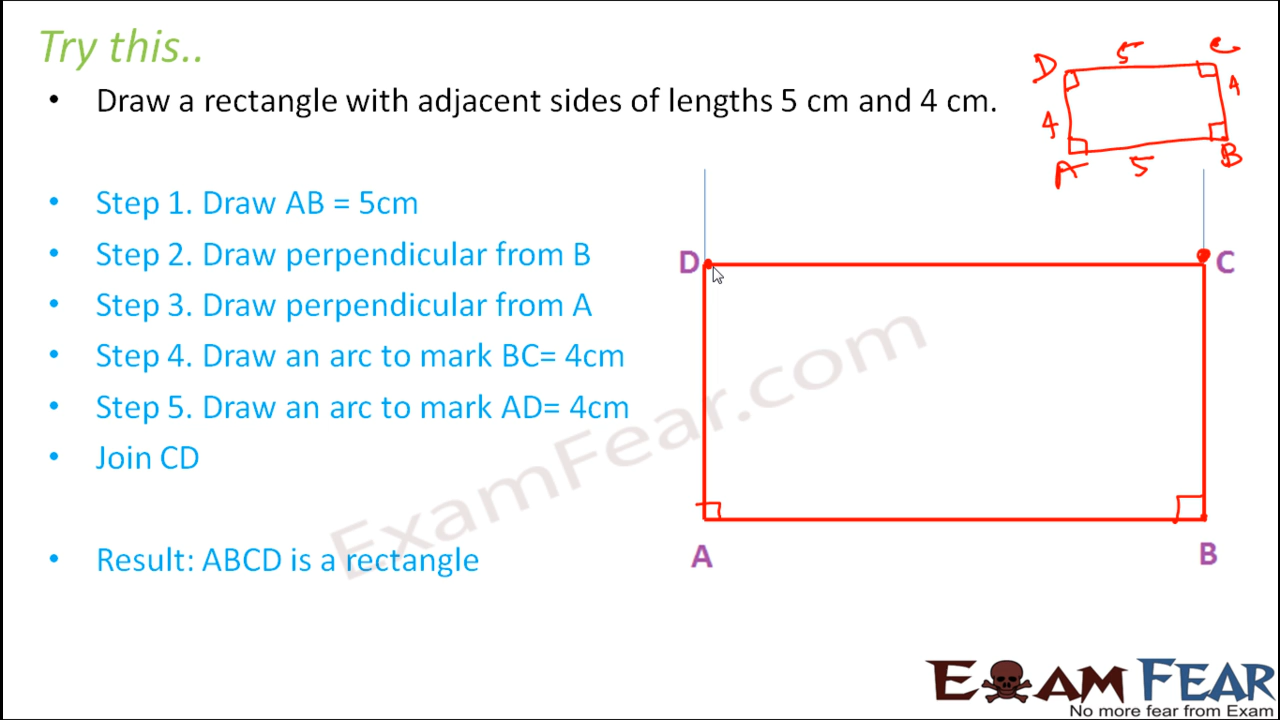 Try this..
• Draw a rectangle with adjacent sides of lengths 5 cm and 4 cm.
• Step 1. Draw AB = 5cm
• Step 2. Draw perpendicular from B
• Step 3. Draw perpendicular from A
• Step 4. Draw an arc to mark BC= 4cm
• Step 5. Draw an arc to mark AD= 4cm
• Join CD
• Result: ABCD is a rectangle
D 5 C
4 4
A 5 B
D C
A B
ExamFear.com
EXAM FEAR
No more fear from Exam